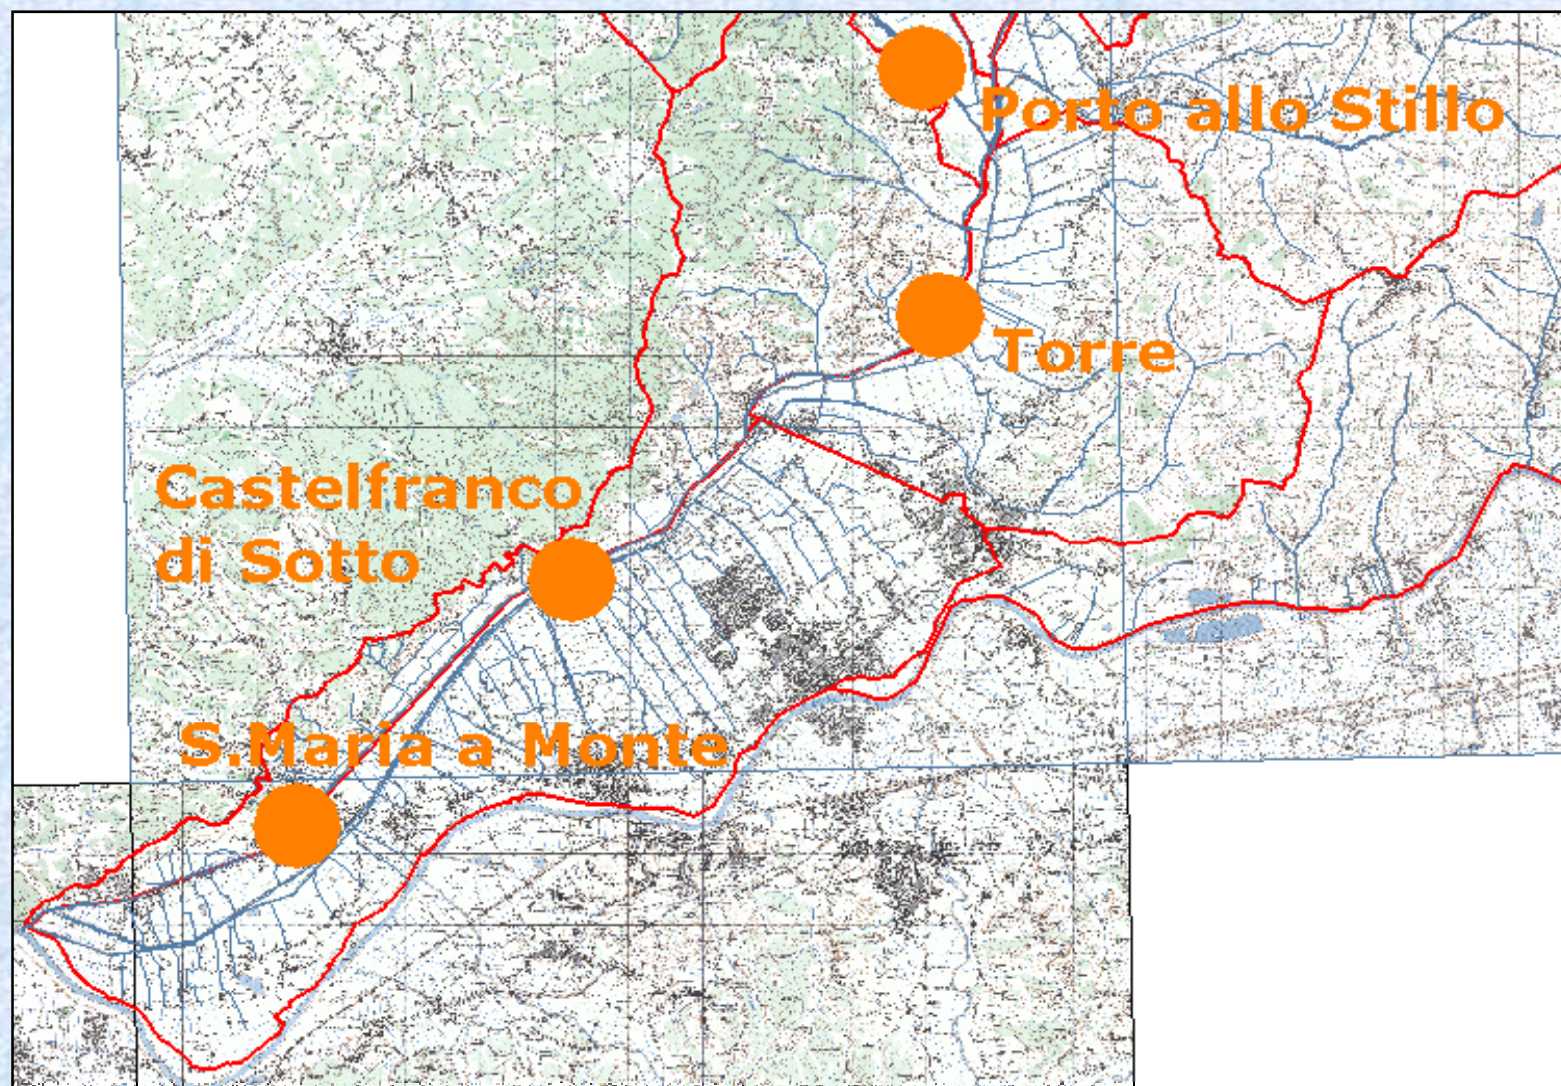 Porto allo Stillo
Torre
Castelfranco
di Sotto
S.Maria a Monte